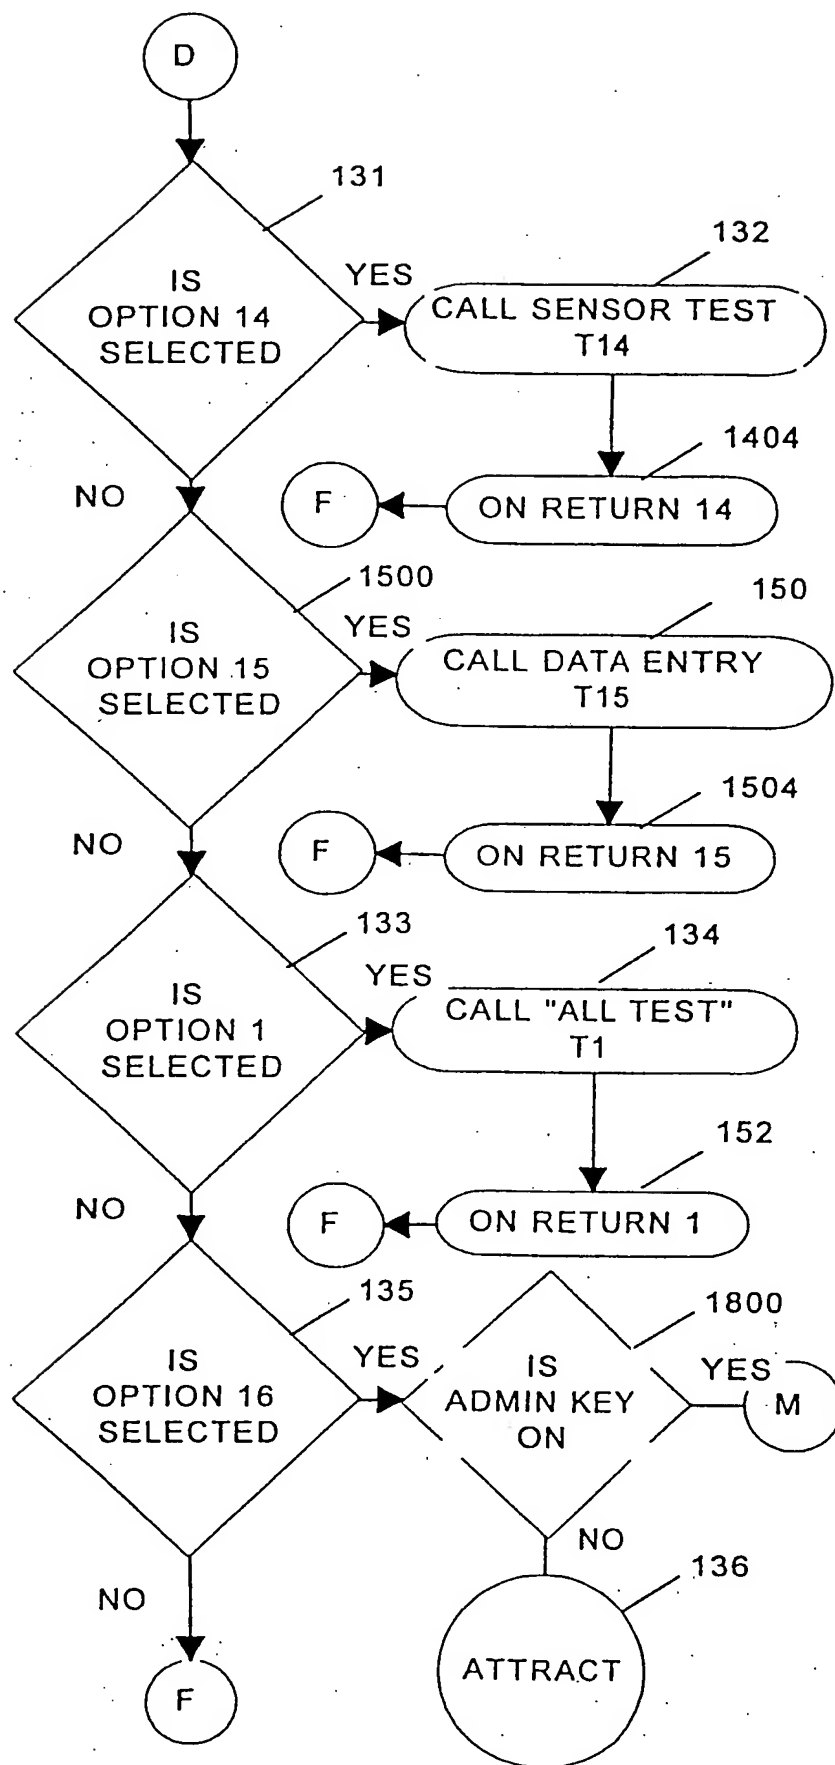 D
131
IS
OPTION 14
SELECTED
YES
132
CALL SENSOR TEST
T14
NO
1404
F
ON RETURN 14
1500
IS
OPTION 15
SELECTED
YES
150
CALL DATA ENTRY
T15
NO
1504
F
ON RETURN 15
133
IS
OPTION 1
SELECTED
YES
134
CALL "ALL TEST"
T1
NO
152
F
ON RETURN 1
135
IS
OPTION 16
SELECTED
YES
1800
IS
ADMIN KEY
ON
YES
M
NO
NO
136
ATTRACT
F